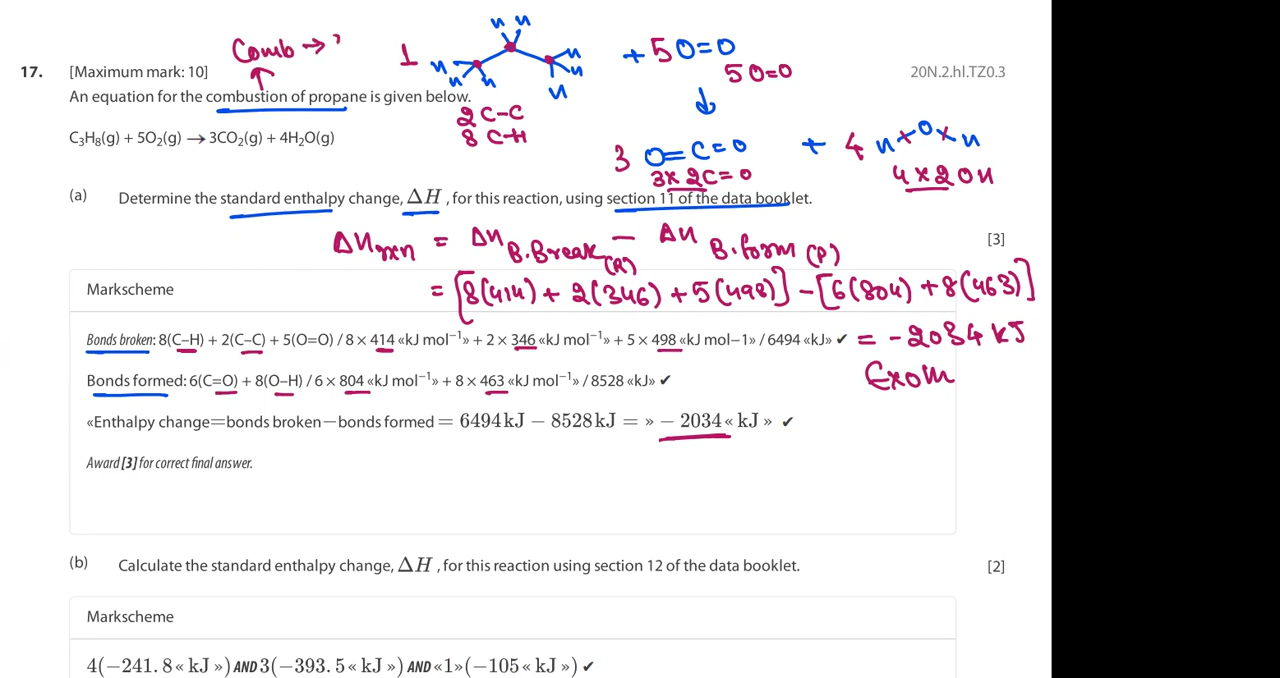 Comb → ?
1
n n
n n
n n
n n
+ 5 O=O
5 O=O
17. [Maximum mark: 10]
20N.2.hl.TZ0.3
An equation for the combustion of propane is given below.
2 C-C
8 C-H
C₃H₈(g) + 5O₂(g) → 3CO₂(g) + 4H₂O(g)
3 O=C=O + 4 n×O×n
3× 2C=O
4×2OH
(a) Determine the standard enthalpy change, ΔH , for this reaction, using section 11 of the data booklet.
[3]
ΔHrxn = ΔH B.Break (R) − ΔH B.form (P)
= [8(414) + 2(346) + 5(498)] − [6(804) + 8(463)]
Markscheme
Bonds broken: 8(C–H) + 2(C–C) + 5(O=O) / 8 × 414 «kJ mol⁻¹» + 2 × 346 «kJ mol⁻¹» + 5 × 498 «kJ mol−1» / 6494 «kJ» ✔
= −2034 kJ
Exom
Bonds formed: 6(C=O) + 8(O–H) / 6 × 804 «kJ mol⁻¹» + 8 × 463 «kJ mol⁻¹» / 8528 «kJ» ✔
«Enthalpy change=bonds broken−bonds formed = 6494 kJ − 8528 kJ = » − 2034 « kJ » ✔
Award [3] for correct final answer.
(b) Calculate the standard enthalpy change, ΔH , for this reaction using section 12 of the data booklet.
[2]
Markscheme
4(−241. 8 « kJ ») AND 3(−393. 5 « kJ ») AND «1» (−105 « kJ ») ✔